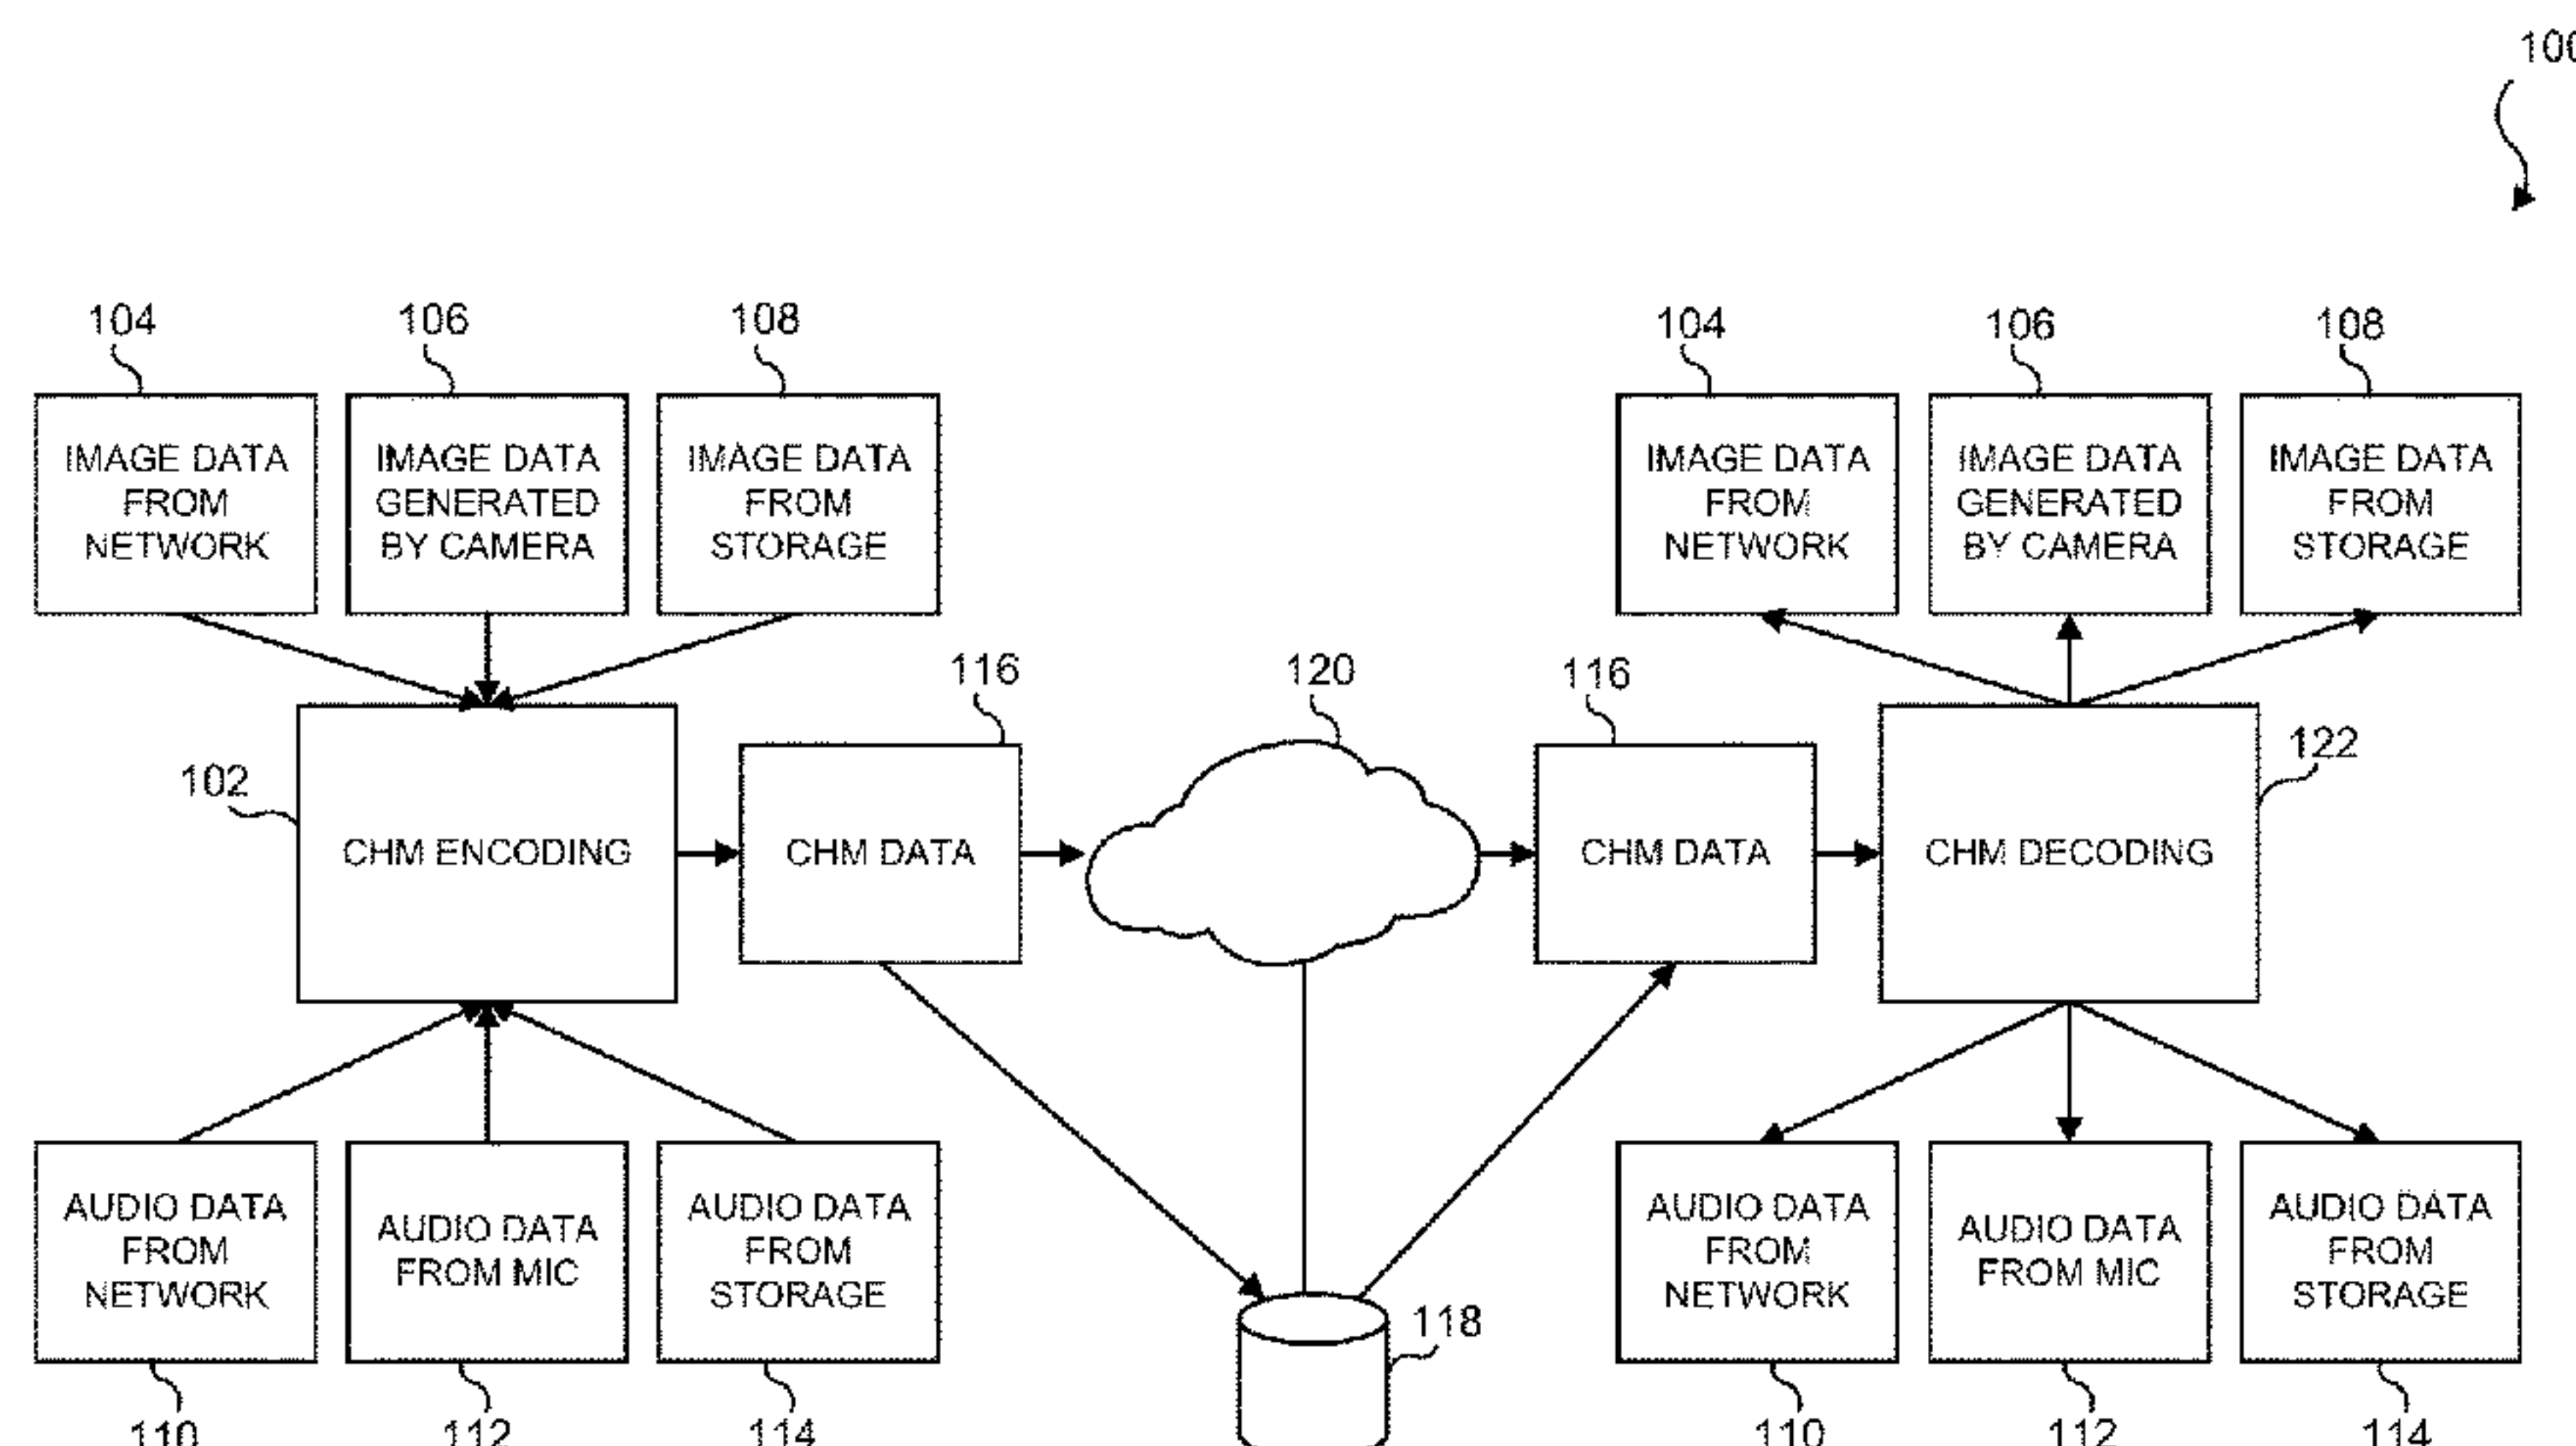 100
104
106
108
104
106
108
IMAGE DATA
FROM
NETWORK
IMAGE DATA
GENERATED
BY CAMERA
IMAGE DATA
FROM
STORAGE
IMAGE DATA
FROM
NETWORK
IMAGE DATA
GENERATED
BY CAMERA
IMAGE DATA
FROM
STORAGE
116
120
116
122
102
CHM ENCODING
CHM DATA
CHM DATA
CHM DECODING
AUDIO DATA
FROM
NETWORK
AUDIO DATA
FROM MIC
AUDIO DATA
FROM
STORAGE
118
AUDIO DATA
FROM
NETWORK
AUDIO DATA
FROM MIC
AUDIO DATA
FROM
STORAGE
110
112
114
110
112
114